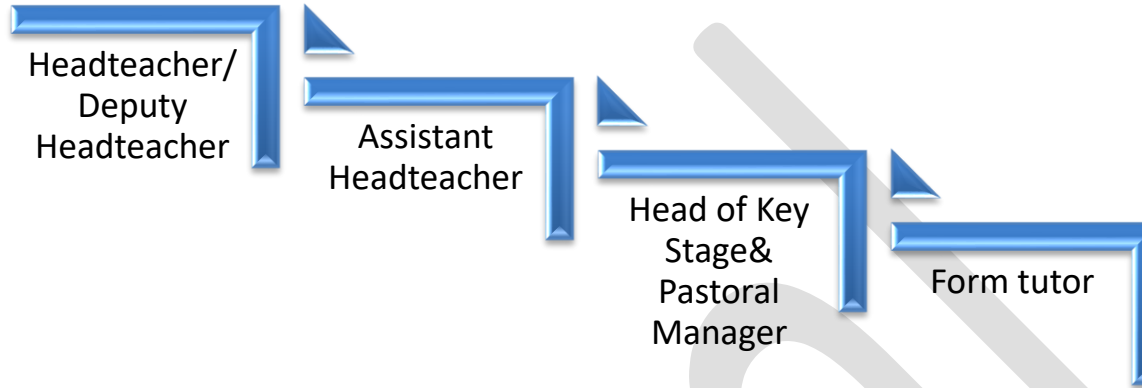 Headteacher/
Deputy
Headteacher
Assistant
Headteacher
Head of Key
Stage&
Pastoral
Manager
Form tutor